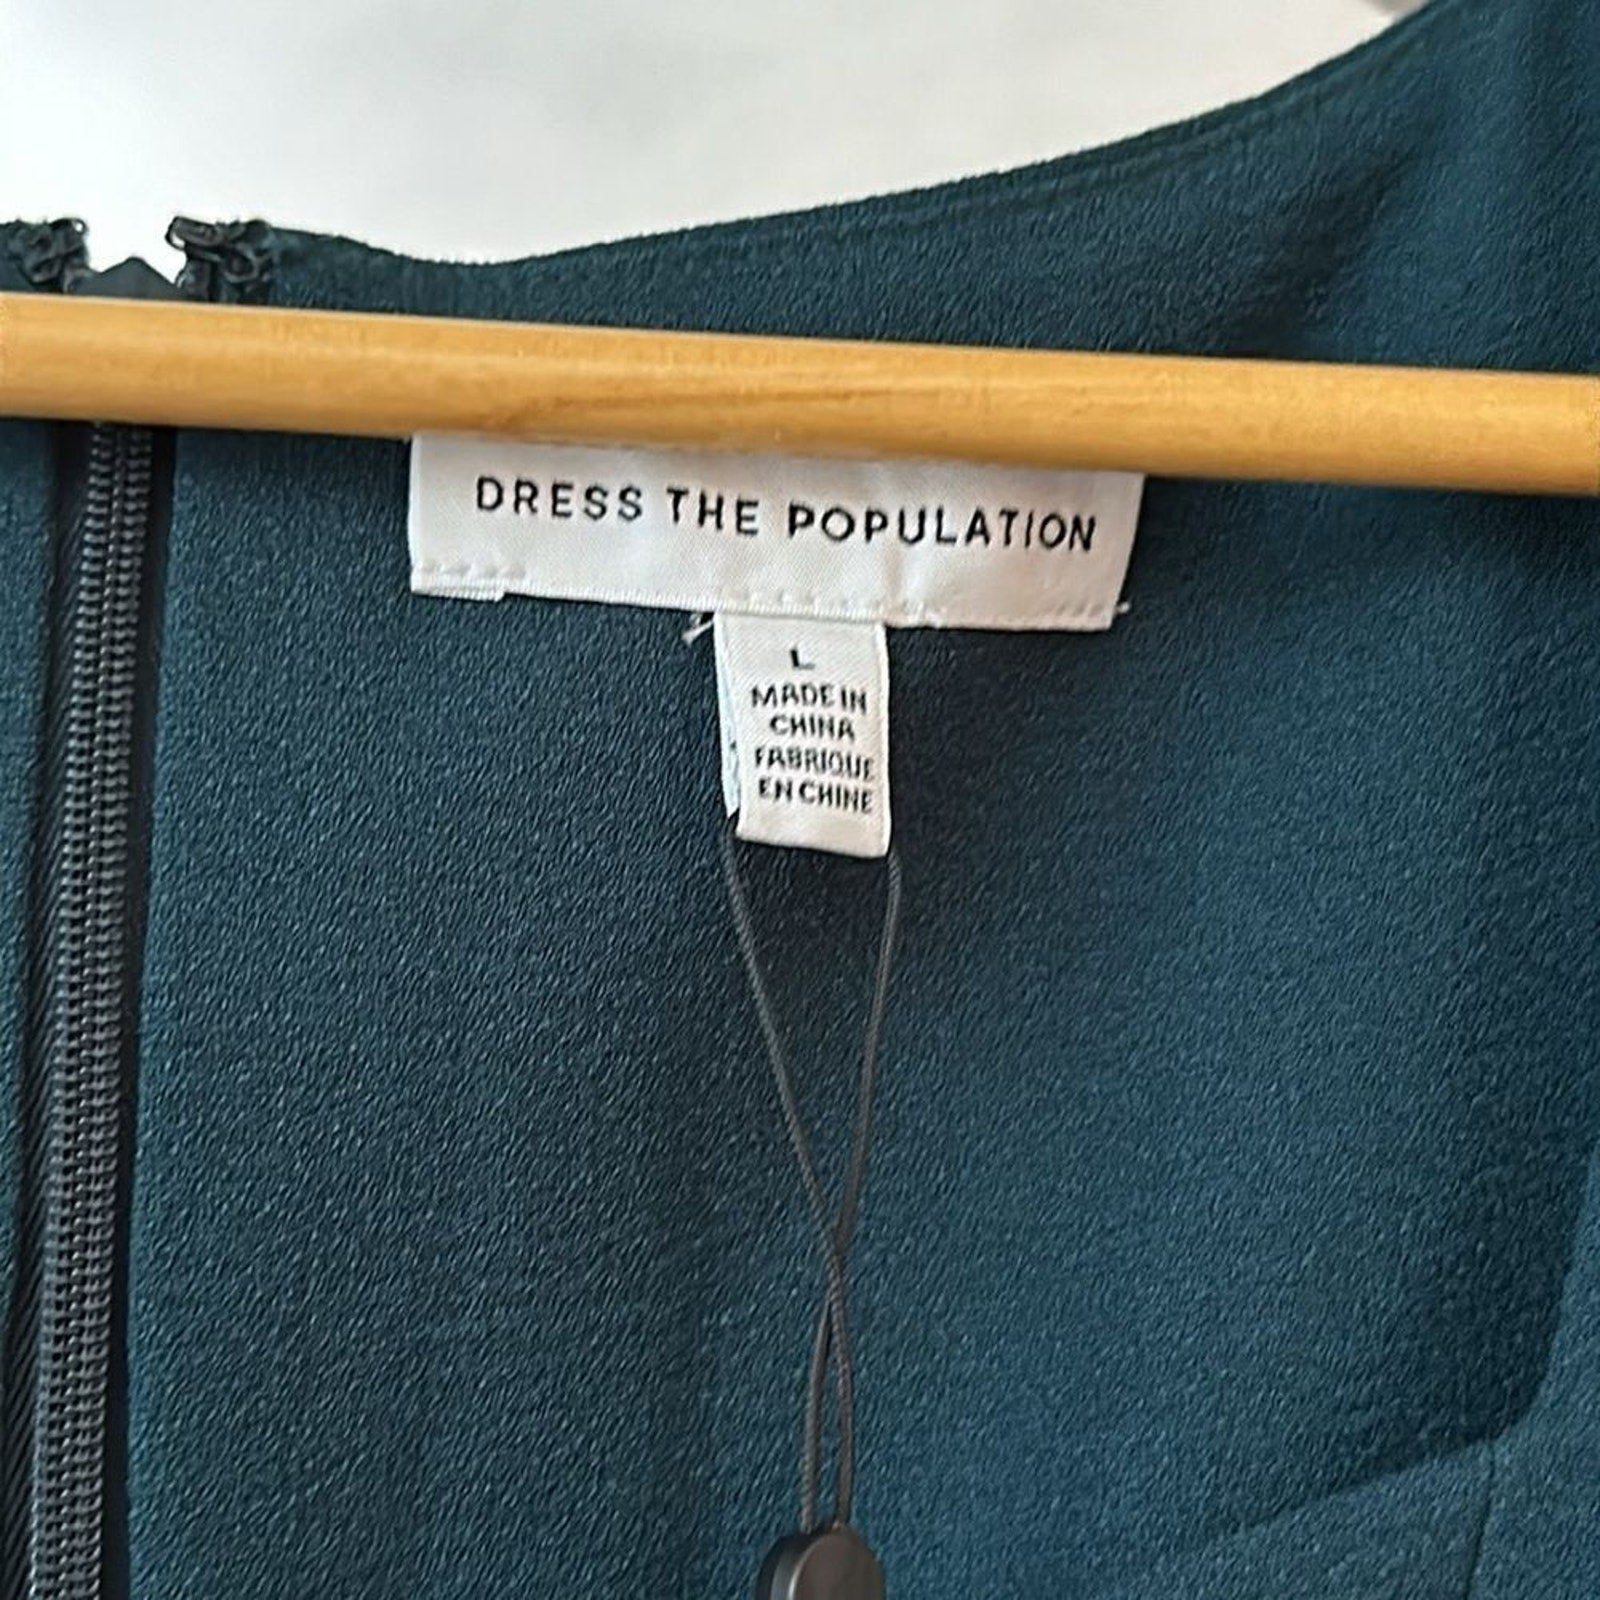 DRESS THE POPULATION
L
MADE IN
CHINA
FABRIQUE
EN CHINE